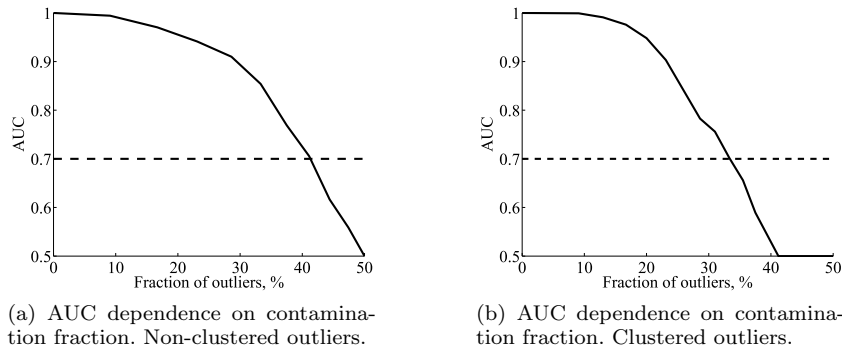 1
0.9
0.8
0.7
0.6
0.5
AUC
0 10 20 30 40 50
Fraction of outliers, %
(a) AUC dependence on contamina-
tion fraction. Non-clustered outliers.
1
0.9
0.8
0.7
0.6
0.5
AUC
0 10 20 30 40 50
Fraction of outliers, %
(b) AUC dependence on contamina-
tion fraction. Clustered outliers.